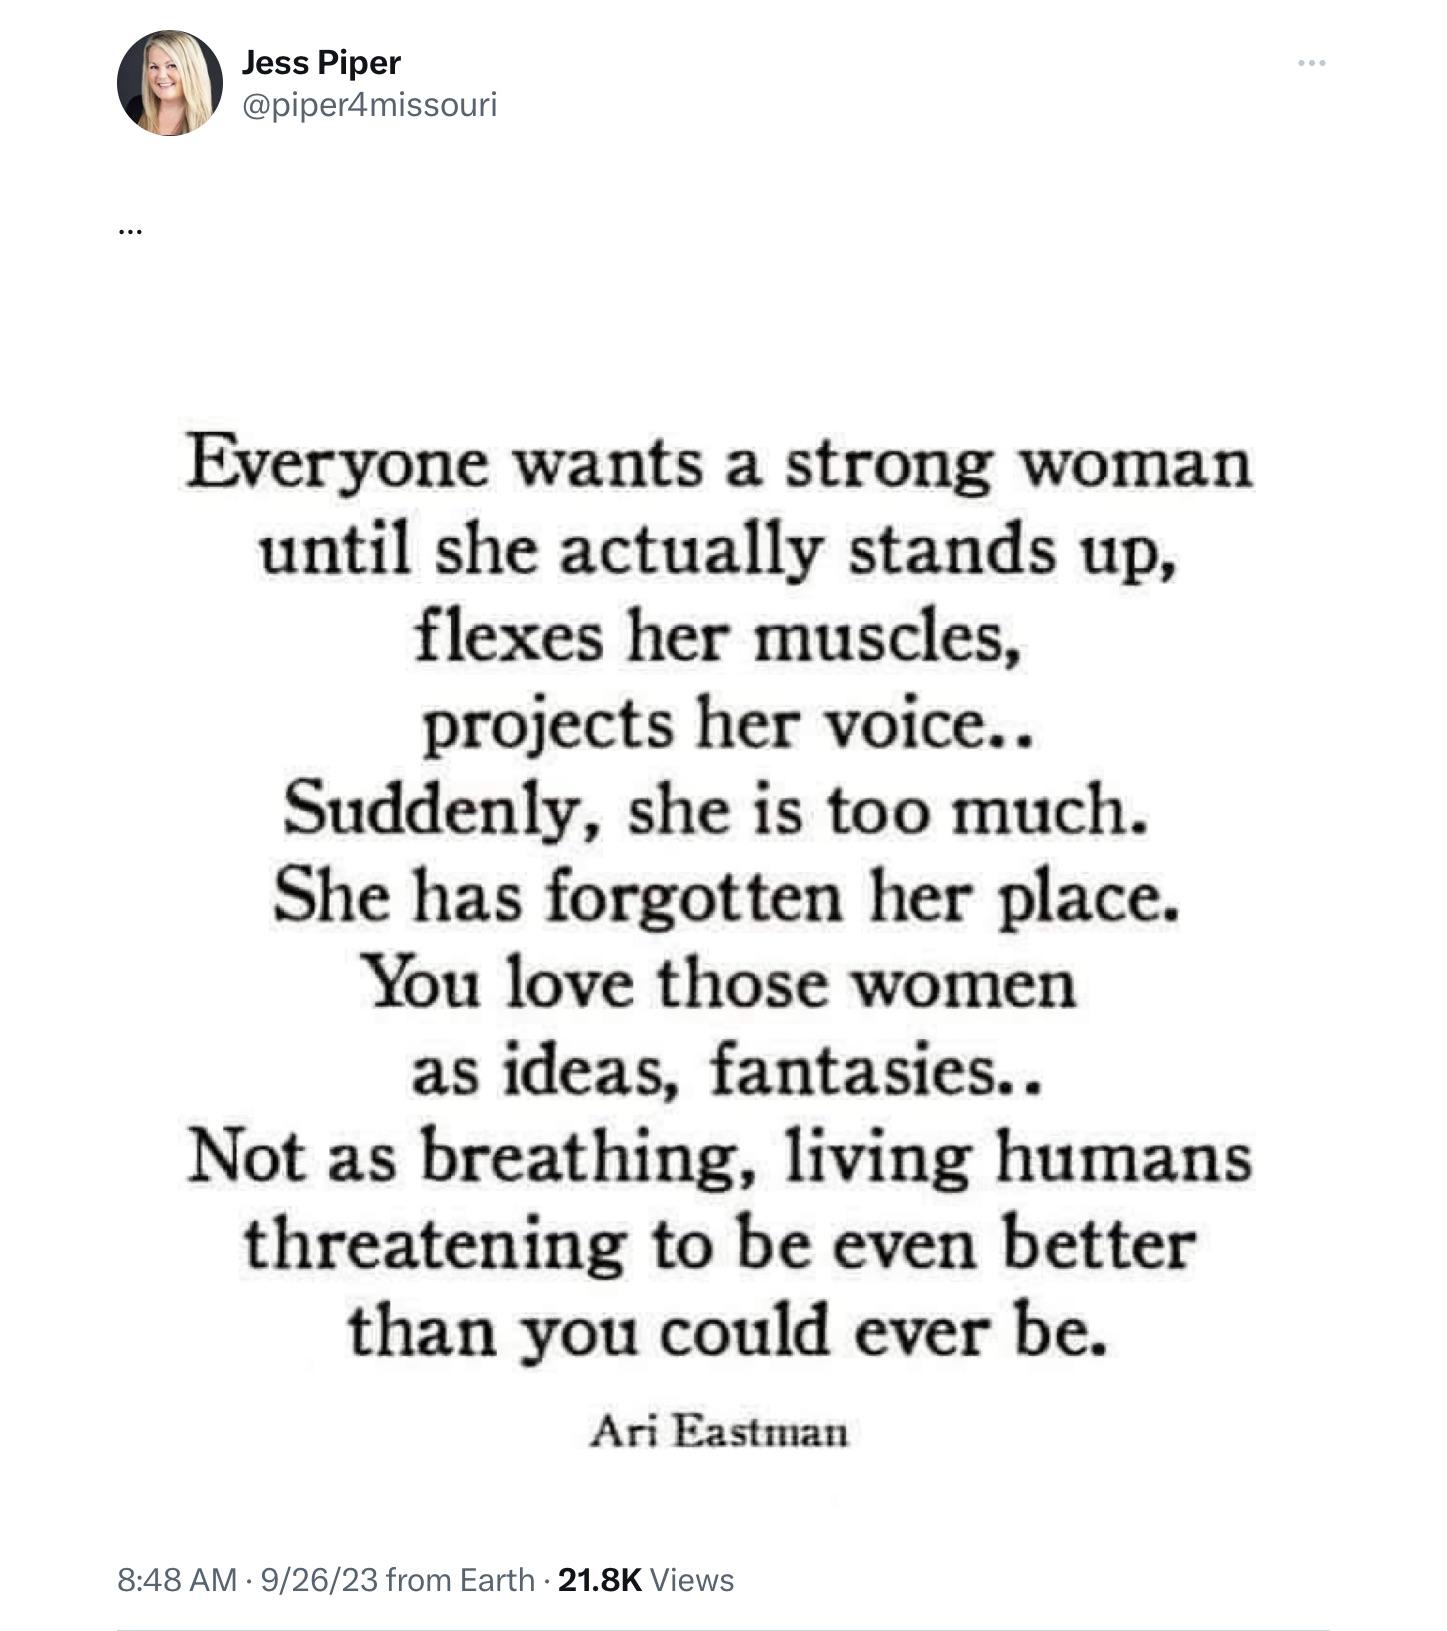 Jess Piper
@piper4missouri
...
Everyone wants a strong woman
until she actually stands up,
flexes her muscles,
projects her voice..
Suddenly, she is too much.
She has forgotten her place.
You love those women
as ideas, fantasies..
Not as breathing, living humans
threatening to be even better
than you could ever be.
Ari Eastman
8:48 AM · 9/26/23 from Earth · 21.8K Views